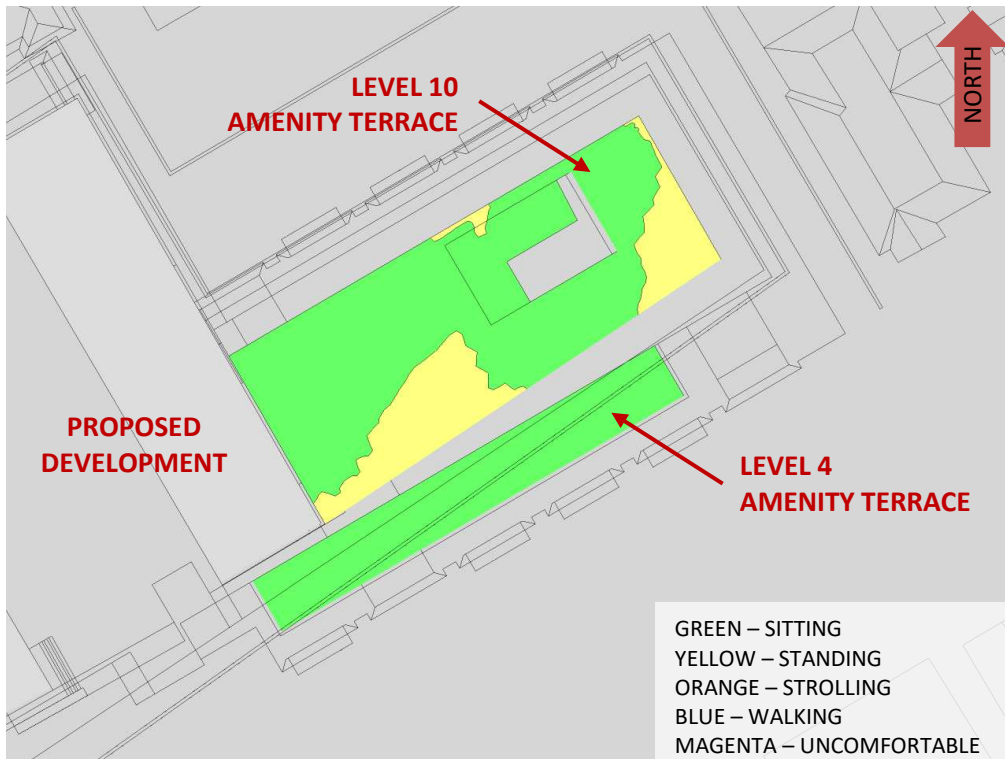 LEVEL 10
AMENITY TERRACE
NORTH
PROPOSED
DEVELOPMENT
LEVEL 4
AMENITY TERRACE
GREEN – SITTING
YELLOW – STANDING
ORANGE – STROLLING
BLUE – WALKING
MAGENTA – UNCOMFORTABLE